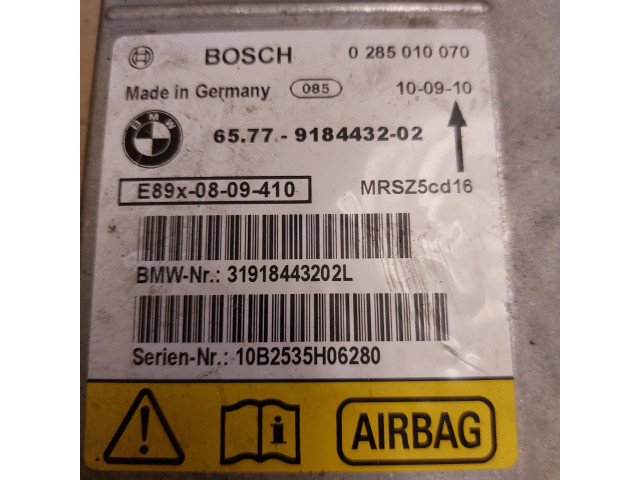 BOSCH 0 285 010 070
Made in Germany 085 10-09-10
BMW 65.77 - 9184432-02
E89x-08-09-410 MRSZ5cd16
BMW-Nr.: 31918443202L
Serien-Nr.: 10B2535H06280
AIRBAG